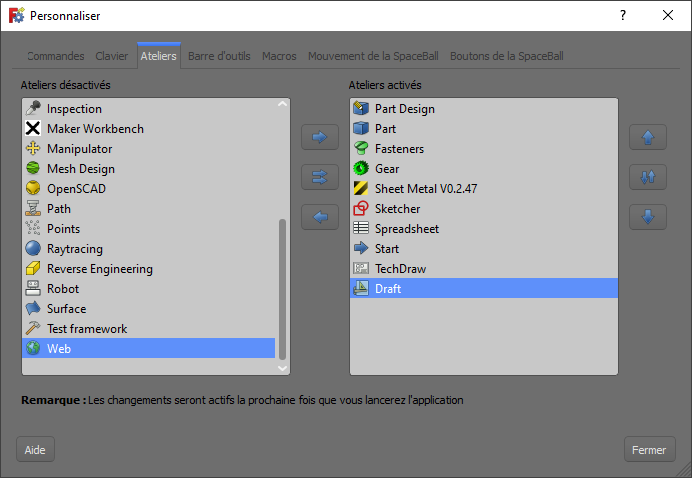 Personnaliser
Commandes Clavier Ateliers Barre d'outils Macros Mouvement de la SpaceBall Boutons de la SpaceBall
Ateliers désactivés
Inspection
Maker Workbench
Manipulator
Mesh Design
OpenSCAD
Path
Points
Raytracing
Reverse Engineering
Robot
Surface
Test framework
Web
Ateliers activés
Part Design
Part
Fasteners
Gear
Sheet Metal V0.2.47
Sketcher
Spreadsheet
Start
TechDraw
Draft
Remarque : Les changements seront actifs la prochaine fois que vous lancerez l'application
Aide
Fermer